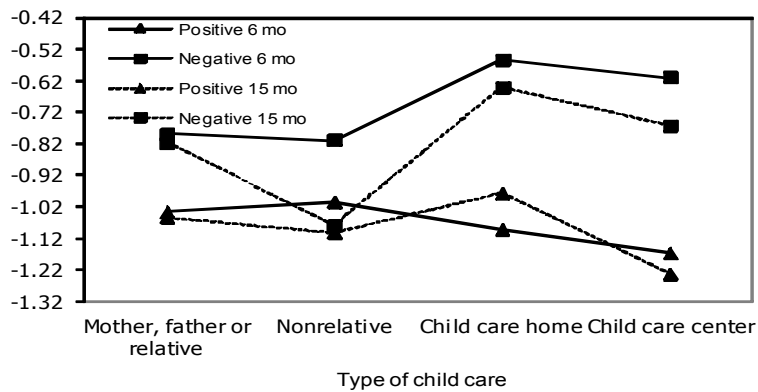 -0.42
-0.52
-0.62
-0.72
-0.82
-0.92
-1.02
-1.12
-1.22
-1.32
Positive 6 mo
Negative 6 mo
Positive 15 mo
Negative 15 mo
Mother, father or
relative
Nonrelative
Child care home
Child care center
Type of child care